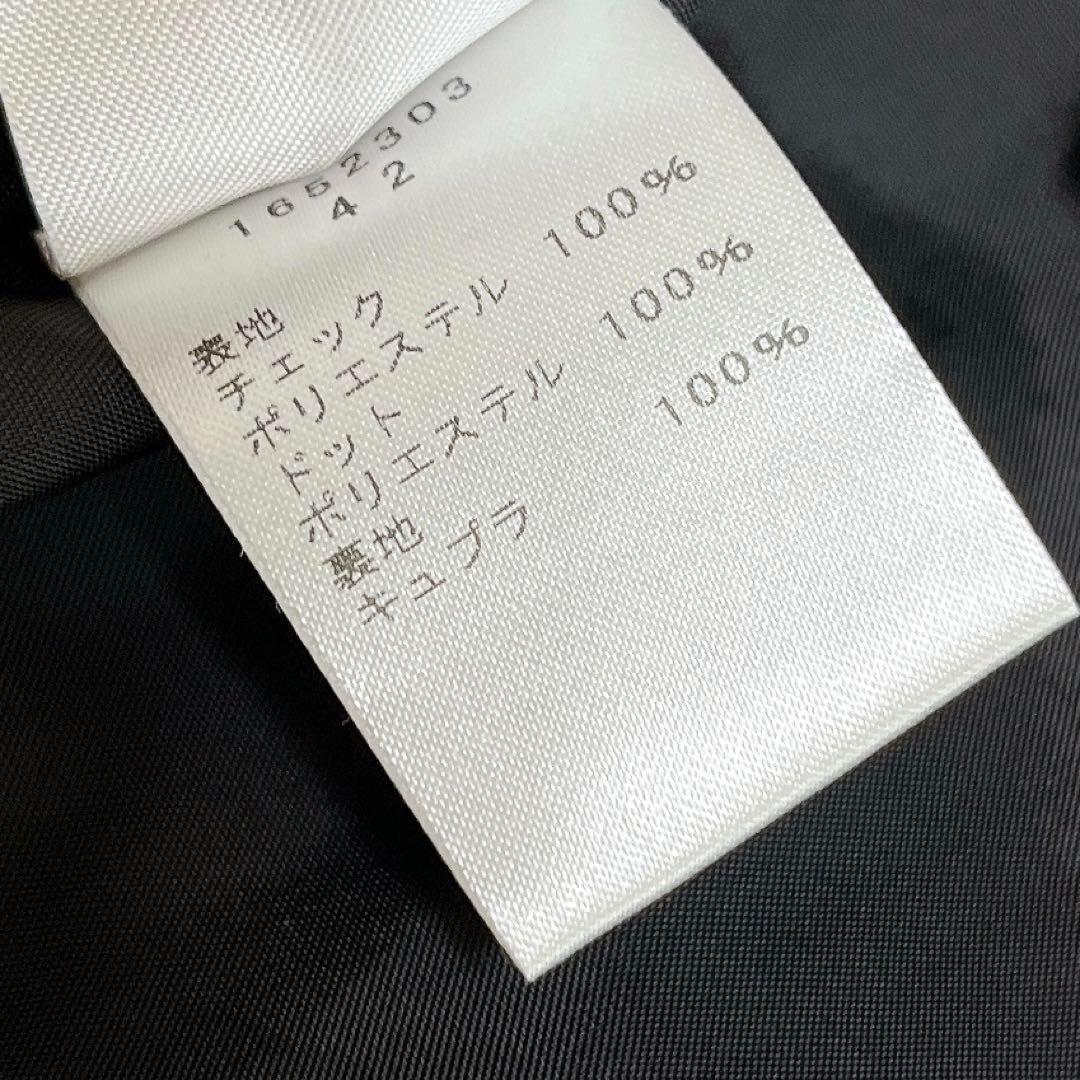 1652303
42
表地
チェック
ポリエステル 100%
ドット
ポリエステル 100%
裏地
キュプラ 100%